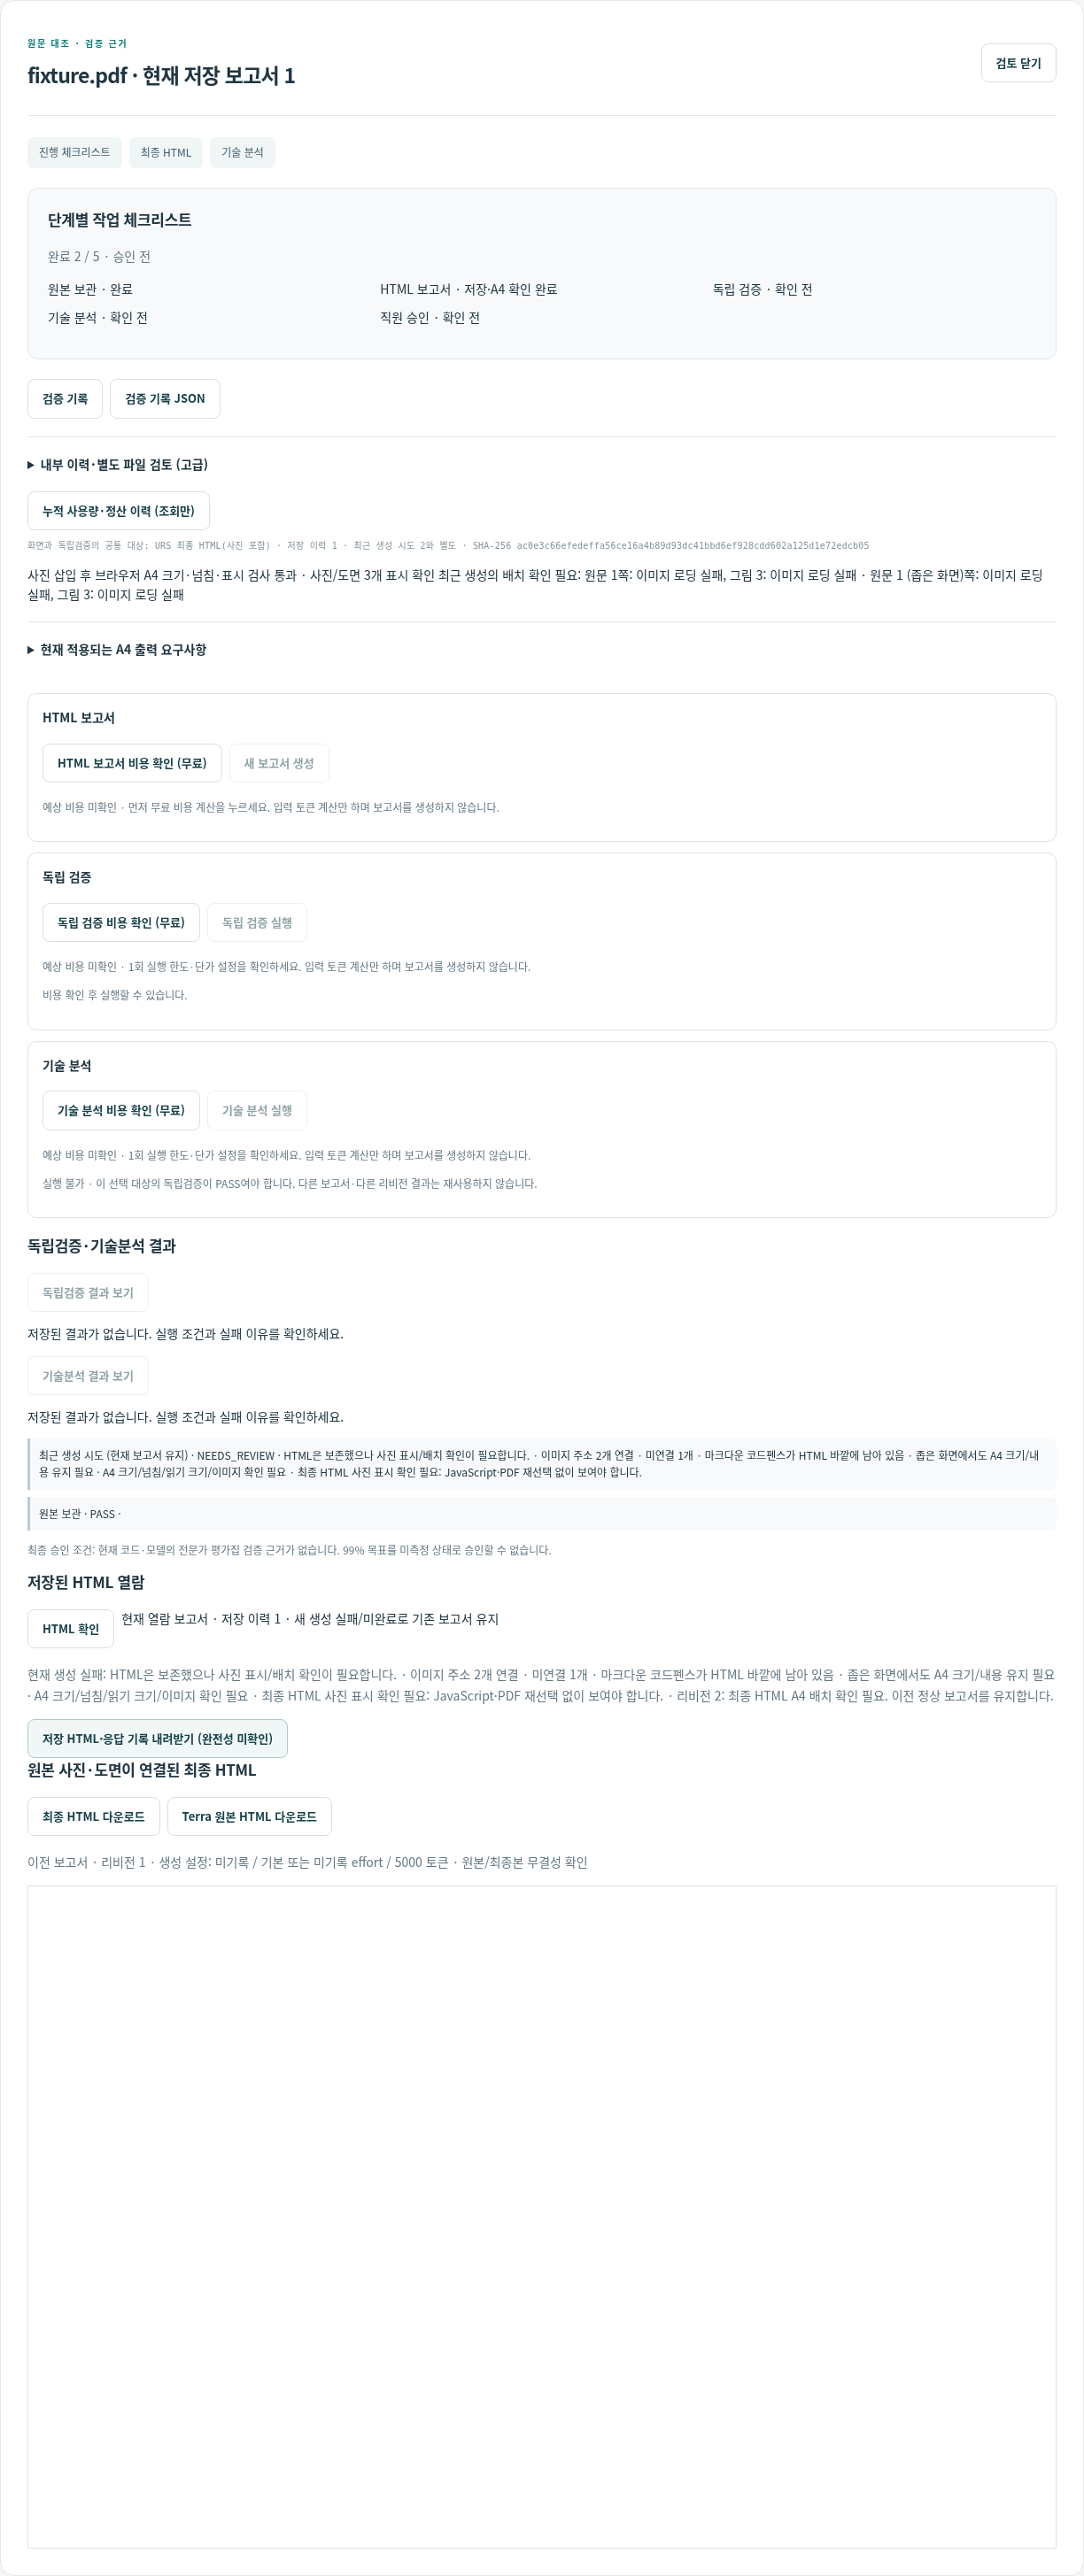 원문 대조 · 검증 근거
fixture.pdf · 현재 저장 보고서 1
검토 닫기
진행 체크리스트
최종 HTML
기술 분석
단계별 작업 체크리스트
완료 2 / 5 · 승인 전
원본 보관 · 완료
HTML 보고서 · 저장·A4 확인 완료
독립 검증 · 확인 전
기술 분석 · 확인 전
직원 승인 · 확인 전
검증 기록
검증 기록 JSON
▶ 내부 이력·별도 파일 검토 (고급)
누적 사용량·정산 이력 (조회만)
화면과 독립검증의 공통 대상: URS 최종 HTML(사진 포함) · 저장 이력 1 · 최근 생성 시도 2와 별도 · SHA-256 ac0e3c66efedeffa56ce16a4b89d93dc41bbd6ef928cdd602a125d1e72edcb05
사진 삽입 후 브라우저 A4 크기·넘침·표시 검사 통과 · 사진/도면 3개 표시 확인 최근 생성의 배치 확인 필요: 원문 1쪽: 이미지 로딩 실패, 그림 3: 이미지 로딩 실패 · 원문 1 (좁은 화면)쪽: 이미지 로딩
실패, 그림 3: 이미지 로딩 실패
▶ 현재 적용되는 A4 출력 요구사항
HTML 보고서
HTML 보고서 비용 확인 (무료)
새 보고서 생성
예상 비용 미확인 · 먼저 무료 비용 계산을 누르세요. 입력 토큰 계산만 하며 보고서를 생성하지 않습니다.
독립 검증
독립 검증 비용 확인 (무료)
독립 검증 실행
예상 비용 미확인 · 1회 실행 한도·단가 설정을 확인하세요. 입력 토큰 계산만 하며 보고서를 생성하지 않습니다.
비용 확인 후 실행할 수 있습니다.
기술 분석
기술 분석 비용 확인 (무료)
기술 분석 실행
예상 비용 미확인 · 1회 실행 한도·단가 설정을 확인하세요. 입력 토큰 계산만 하며 보고서를 생성하지 않습니다.
실행 불가 · 이 선택 대상의 독립검증이 PASS여야 합니다. 다른 보고서·다른 리비전 결과는 재사용하지 않습니다.
독립검증·기술분석 결과
독립검증 결과 보기
저장된 결과가 없습니다. 실행 조건과 실패 이유를 확인하세요.
기술분석 결과 보기
저장된 결과가 없습니다. 실행 조건과 실패 이유를 확인하세요.
최근 생성 시도 (현재 보고서 유지) · NEEDS_REVIEW · HTML은 보존했으나 사진 표시/배치 확인이 필요합니다. · 이미지 주소 2개 연결 · 미연결 1개 · 마크다운 코드펜스가 HTML 바깥에 남아 있음 · 좁은 화면에서도 A4 크기/내
용 유지 필요 · A4 크기/넘침/읽기 크기/이미지 확인 필요 · 최종 HTML 사진 표시 확인 필요: JavaScript·PDF 재선택 없이 보여야 합니다.
원본 보관 · PASS ·
최종 승인 조건: 현재 코드·모델의 전문가 평가집 검증 근거가 없습니다. 99% 목표를 미측정 상태로 승인할 수 없습니다.
저장된 HTML 열람
HTML 확인
현재 열람 보고서 · 저장 이력 1 · 새 생성 실패/미완료로 기존 보고서 유지
현재 생성 실패: HTML은 보존했으나 사진 표시/배치 확인이 필요합니다. · 이미지 주소 2개 연결 · 미연결 1개 · 마크다운 코드펜스가 HTML 바깥에 남아 있음 · 좁은 화면에서도 A4 크기/내용 유지 필요
· A4 크기/넘침/읽기 크기/이미지 확인 필요 · 최종 HTML 사진 표시 확인 필요: JavaScript·PDF 재선택 없이 보여야 합니다. · 리비전 2: 최종 HTML A4 배치 확인 필요. 이전 정상 보고서를 유지합니다.
저장 HTML·응답 기록 내려받기 (완전성 미확인)
원본 사진·도면이 연결된 최종 HTML
최종 HTML 다운로드
Terra 원본 HTML 다운로드
이전 보고서 · 리비전 1 · 생성 설정: 미기록 / 기본 또는 미기록 effort / 5000 토큰 · 원본/최종본 무결성 확인